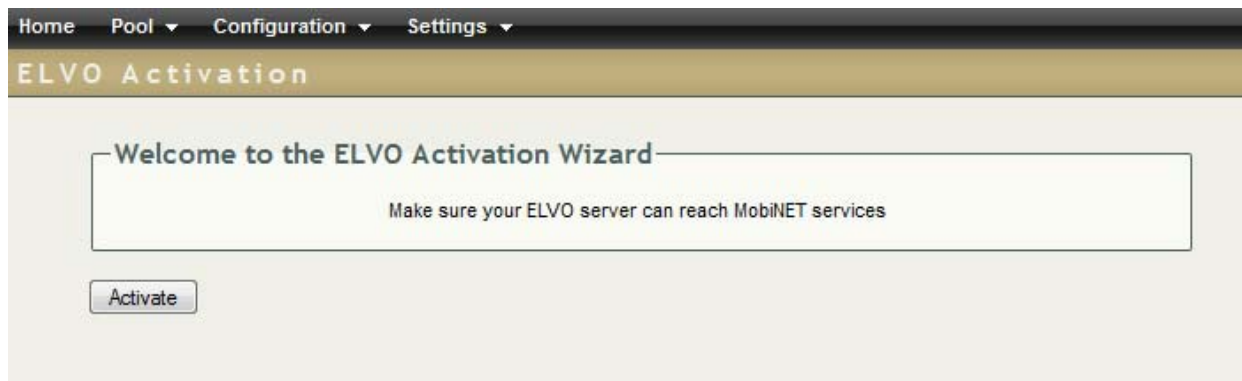 Home Pool Configuration Settings
ELVO Activation
Welcome to the ELVO Activation Wizard
Make sure your ELVO server can reach MobiNET services
Activate